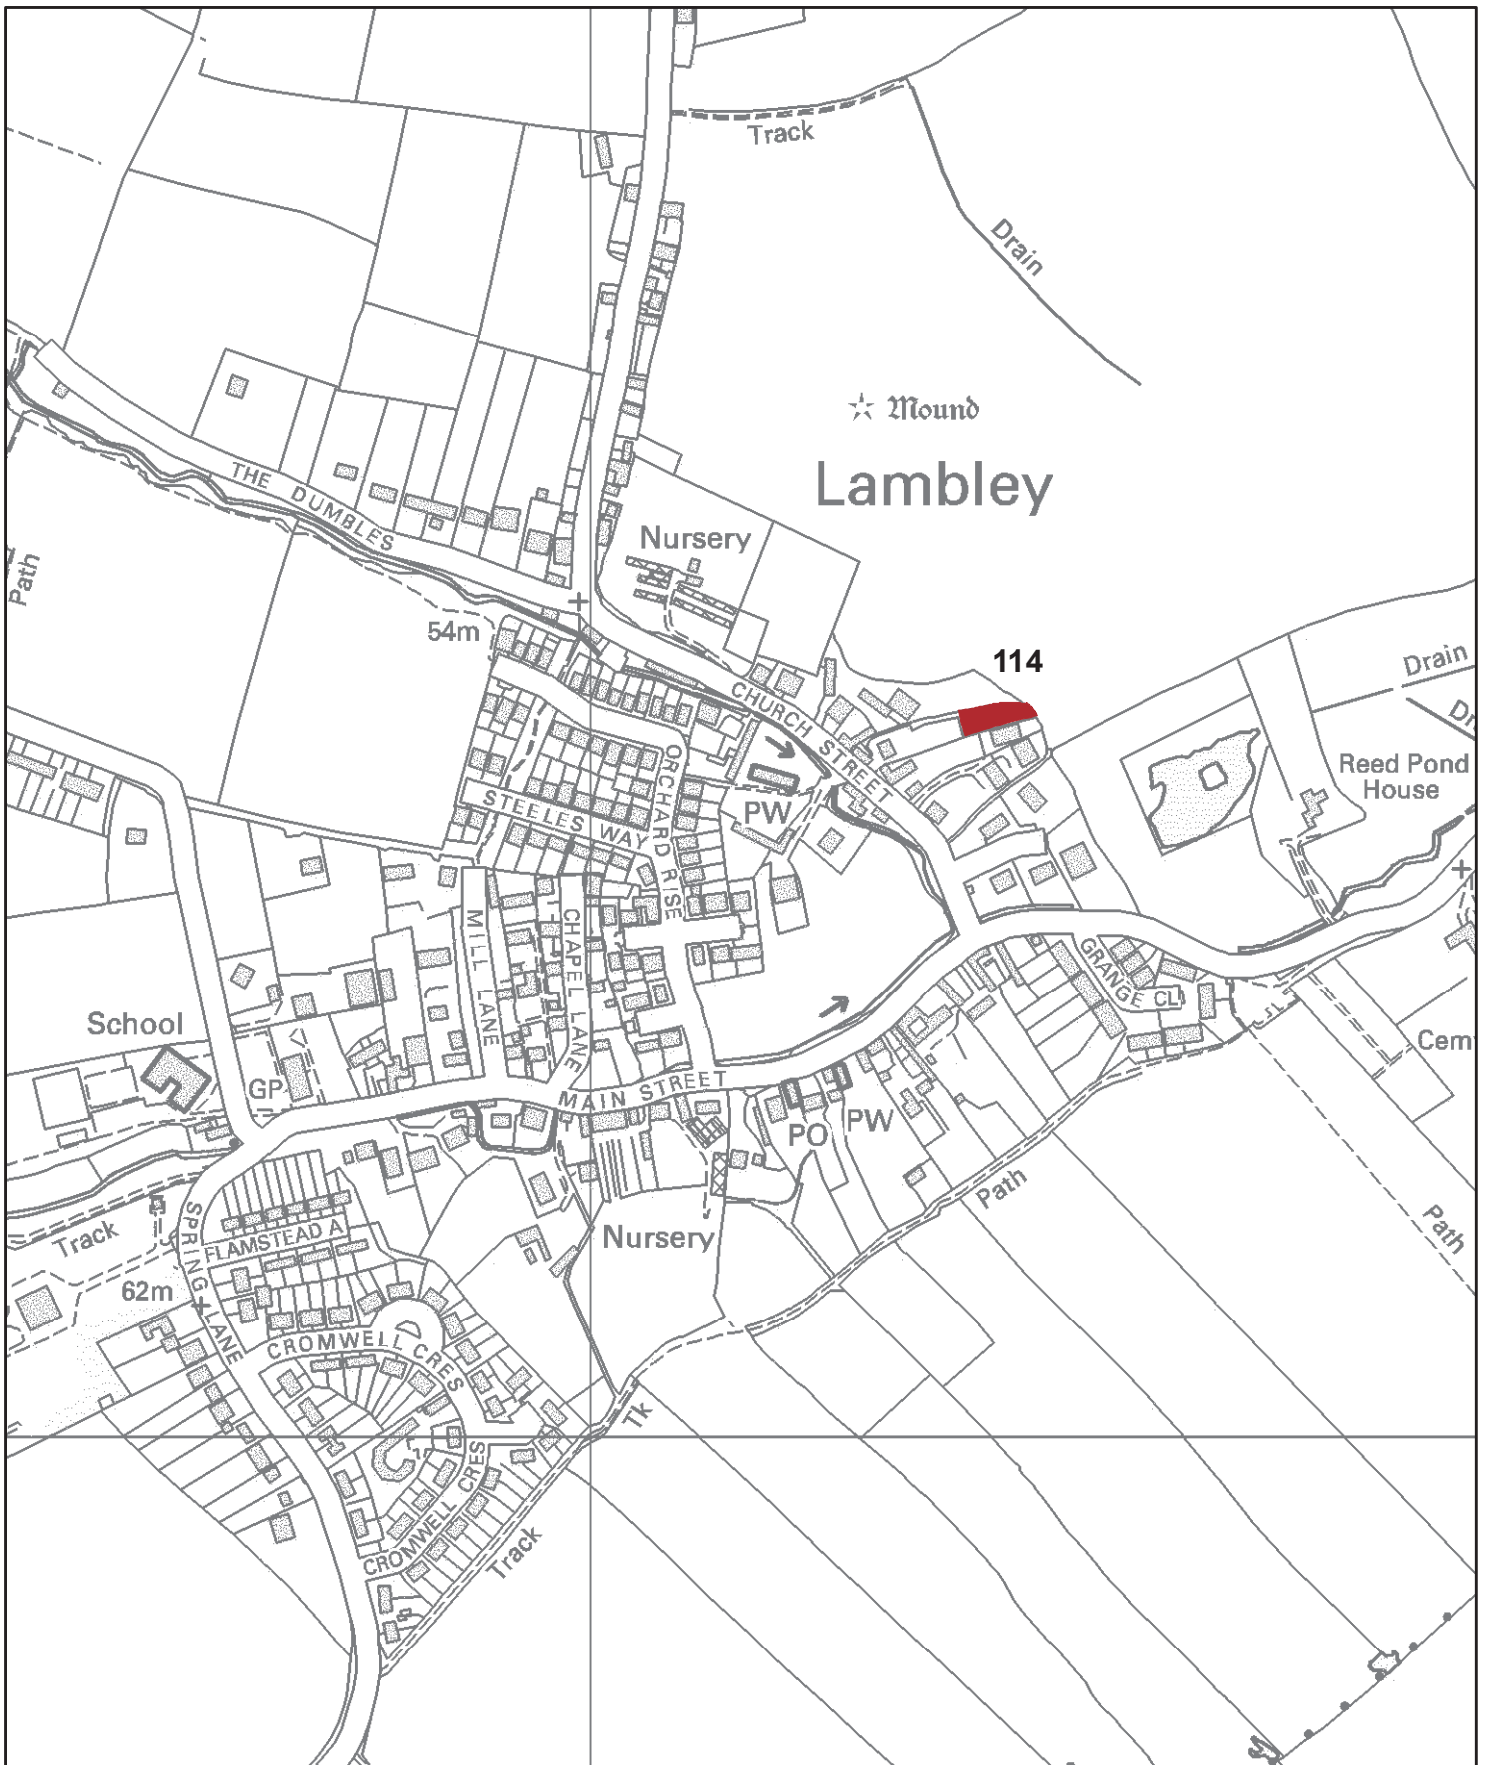 Track
Drain
Mound
Lambley
THE DUMBLES
Nursery
Path
54m
114
CHURCH STREET
Drain
Dr
Reed Pond
House
ORCHARD RISE
STEELES WAY
PW
MILL LANE
CHAPEL LANE
GRANGE CL
School
GP
MAIN STREET
PO
PW
Cem
Path
Path
Track
SPRING LANE
FLAMSTEAD A
Nursery
62m
CROMWELL CRES
Tk
CROMWELL CRES
Track